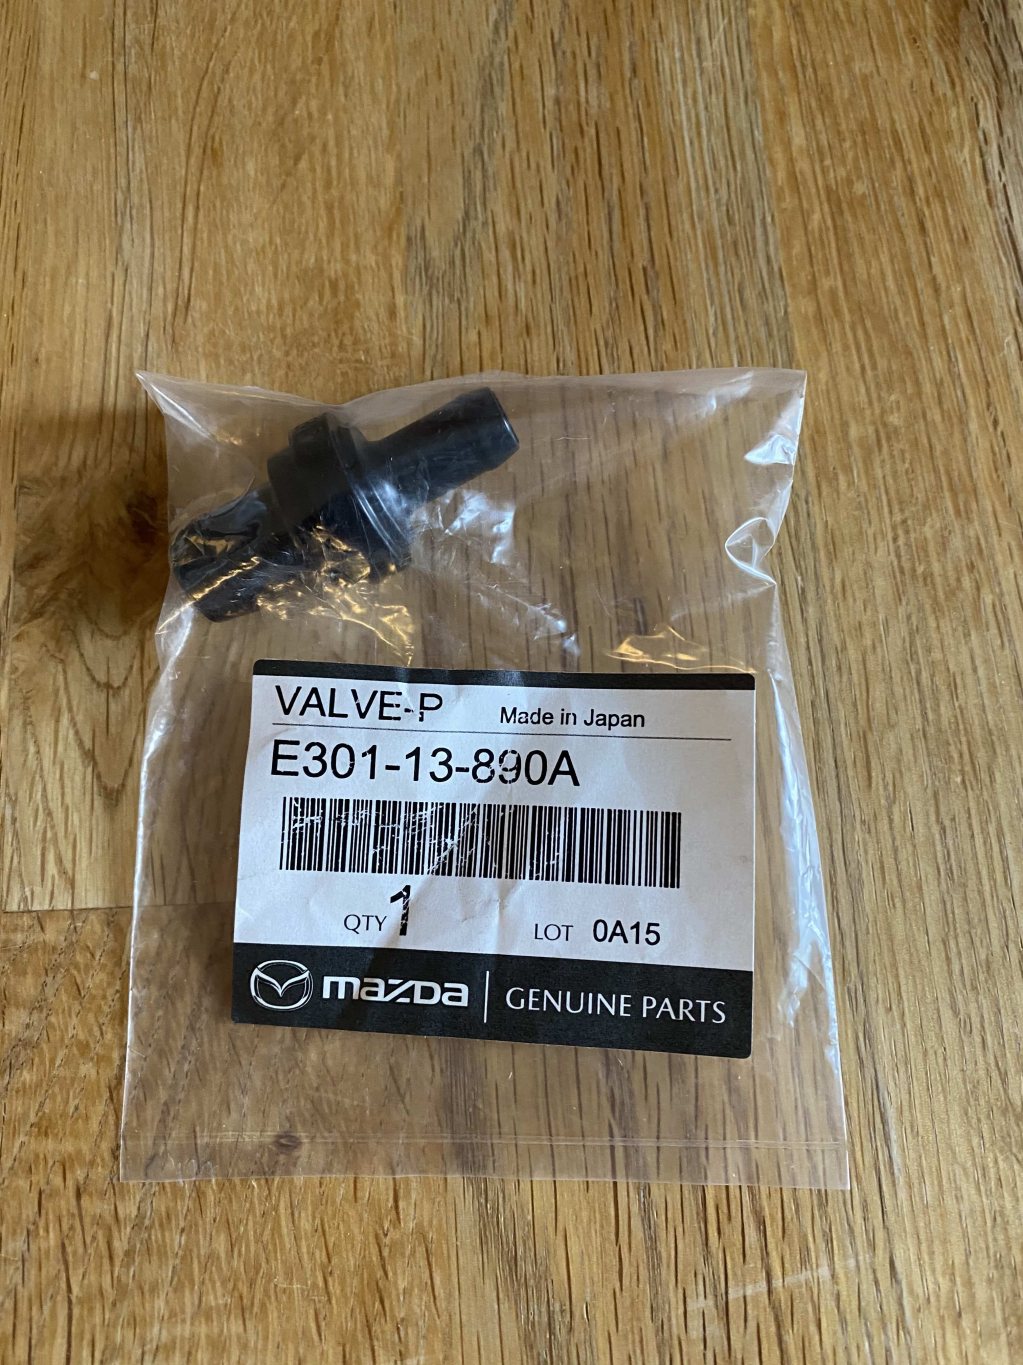 VALVE-P Made in Japan
E301-13-890A
QTY 1 LOT 0A15
mazda GENUINE PARTS